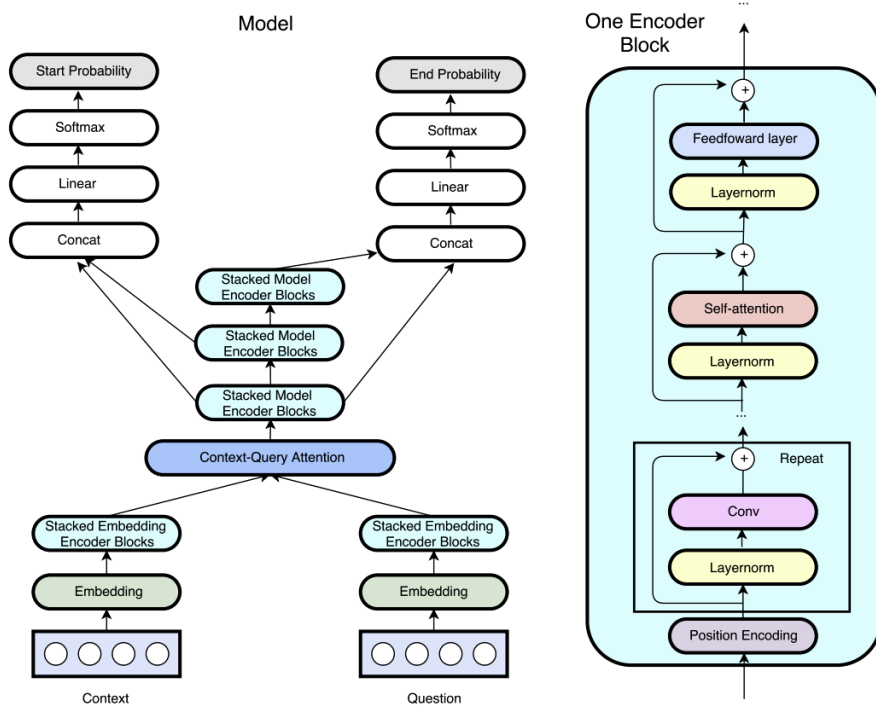 Model
Start Probability
Softmax
Linear
Concat
End Probability
Softmax
Linear
Concat
Stacked Model
Encoder Blocks
Stacked Model
Encoder Blocks
Stacked Model
Encoder Blocks
Context-Query Attention
Stacked Embedding
Encoder Blocks
Stacked Embedding
Encoder Blocks
Embedding
Embedding
Context
Question
One Encoder
Block
...
+
Feedfoward layer
Layernorm
+
Self-attention
Layernorm
...
+
Repeat
Conv
Layernorm
Position Encoding